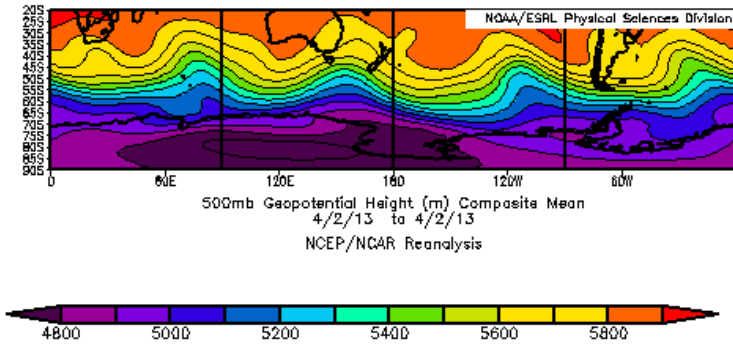 NOAA/ESRL Physical Sciences Division
20S
25S
30S
35S
40S
45S
50S
55S
60S
65S
70S
75S
80S
85S
90S
0 60E 120E 180 120W 60W
500mb Geopotential Height (m) Composite Mean
4/2/13 to 4/2/13
NCEP/NCAR Reanalysis
4800 5000 5200 5400 5600 5800